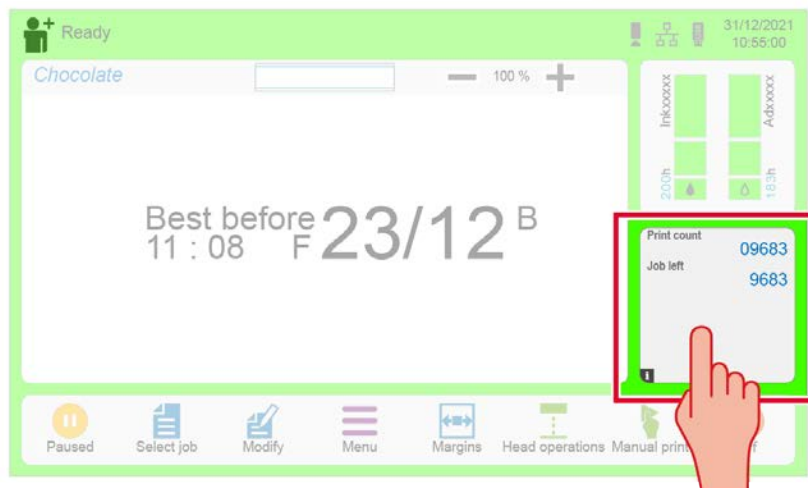 Ready
31/12/2021
10:55:00
Chocolate
100 %
Inkxxxxx
Adxxxxx
200h
183h
Best before 23/12 B
11 : 08 F
Print count
09683
Job left
9683
i
Paused
Select job
Modify
Menu
Margins
Head operations
Manual print